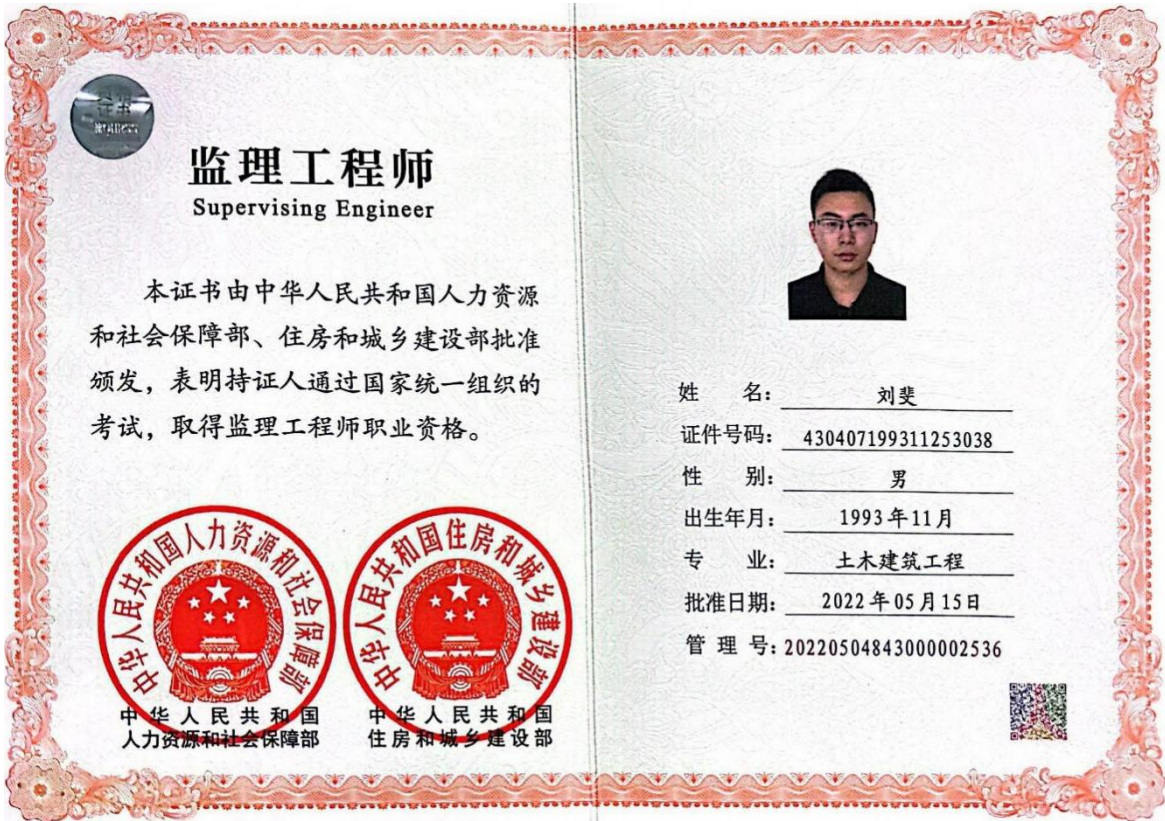 监理工程师
Supervising Engineer
本证书由中华人民共和国人力资源
和社会保障部、住房和城乡建设部批准
颁发，表明持证人通过国家统一组织的
考试，取得监理工程师职业资格。
中华人民共和国人力资源和社会保障部
中华人民共和国
人力资源和社会保障部
中华人民共和国住房和城乡建设部
中华人民共和国
住房和城乡建设部
姓 名：刘斐
证件号码：430407199311253038
性 别：男
出生年月：1993年11月
专 业：土木建筑工程
批准日期：2022年05月15日
管 理 号：20220504843000002536